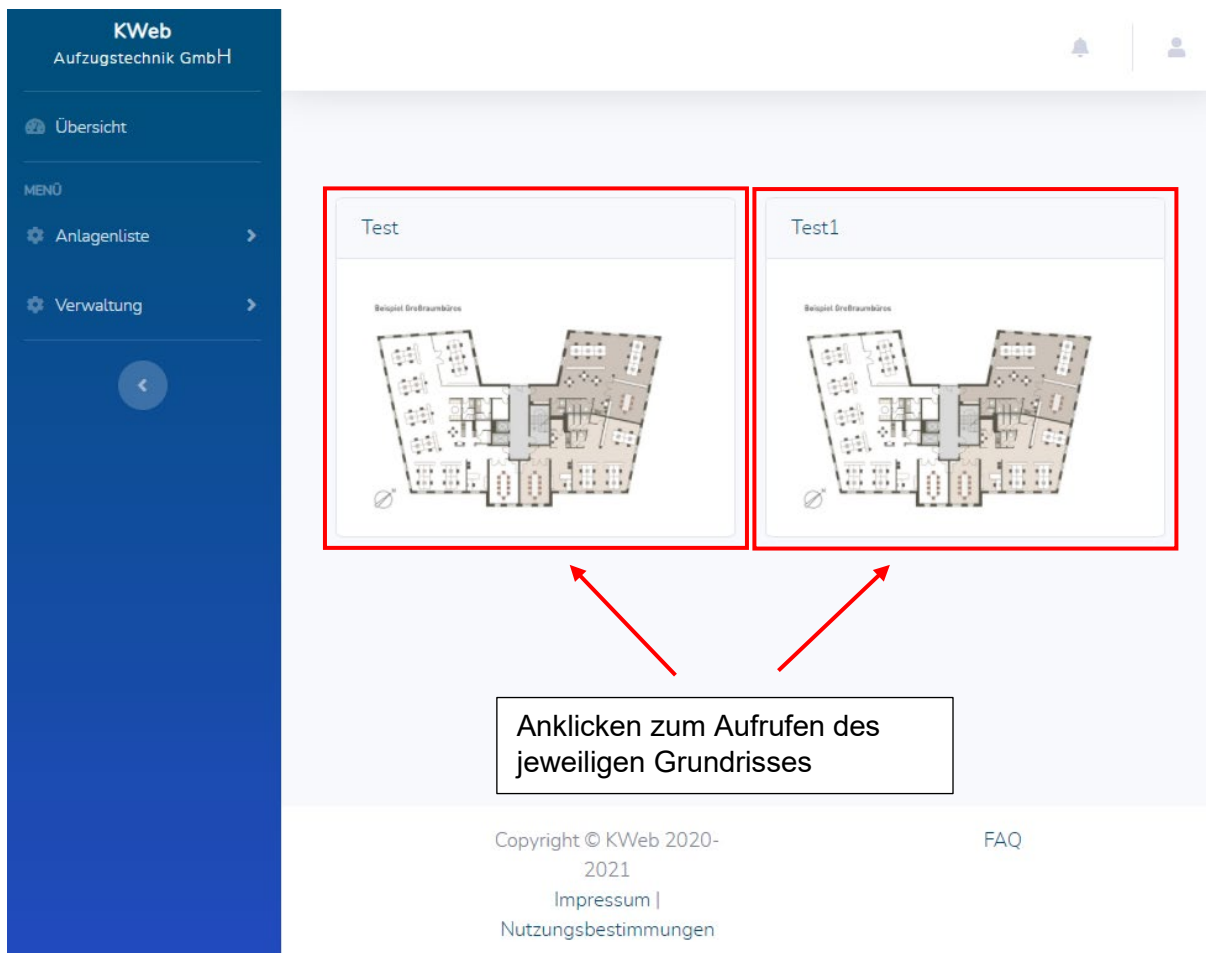 KWeb
Aufzugstechnik GmbH
Übersicht
MENÜ
Anlagenliste
Verwaltung
Test
Beispiel Großraumbüros
Test1
Beispiel Großraumbüros
Anklicken zum Aufrufen des
jeweiligen Grundrisses
Copyright © KWeb 2020-
2021
Impressum |
Nutzungsbestimmungen
FAQ